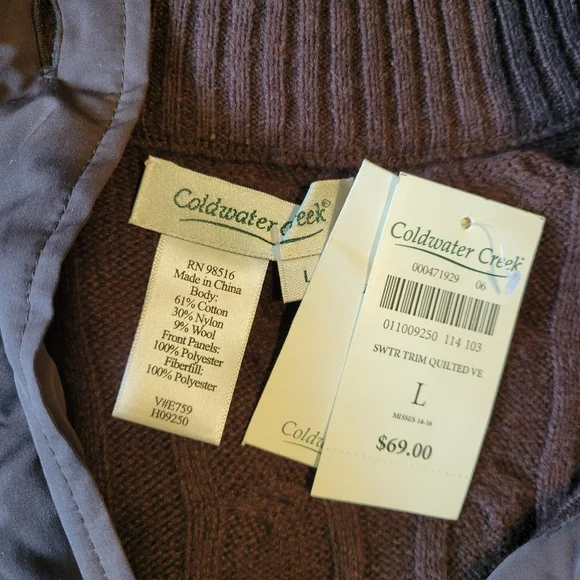 Coldwater Creek®
L
RN 98516
Made in China
Body:
61% Cotton
30% Nylon
9% Wool
Front Panels:
100% Polyester
Fiberfill:
100% Polyester
V#E759
H09250
Coldw
Coldwater Creek
000471929 06
011009250 114 103
SWTR TRIM QUILTED VE
L
MISSES 14-16
$69.00